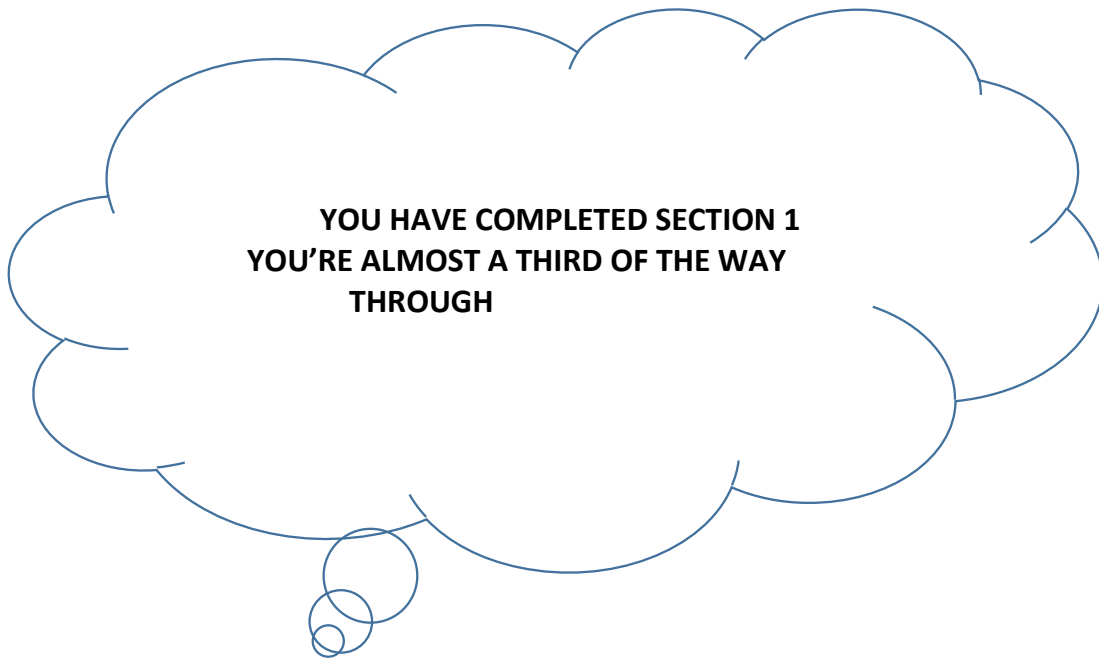 YOU HAVE COMPLETED SECTION 1
YOU’RE ALMOST A THIRD OF THE WAY
THROUGH